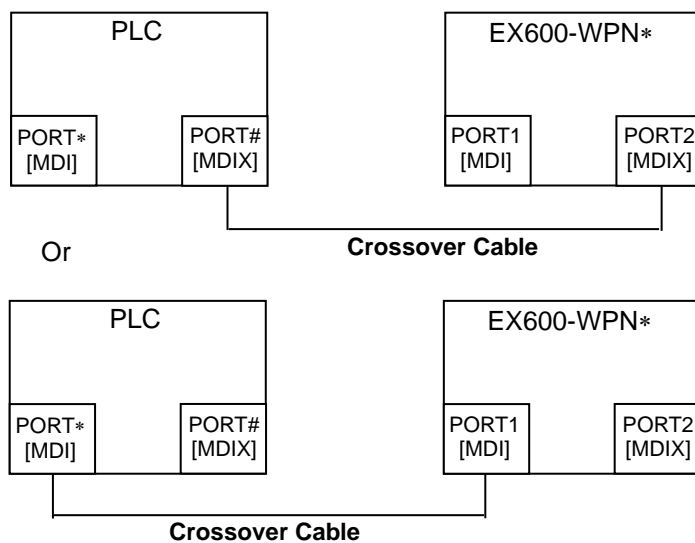 PLC
EX600-WPN*
PORT*
[MDI]
PORT#
[MDIX]
PORT1
[MDI]
PORT2
[MDIX]
Crossover Cable
Or
PLC
EX600-WPN*
PORT*
[MDI]
PORT#
[MDIX]
PORT1
[MDI]
PORT2
[MDIX]
Crossover Cable